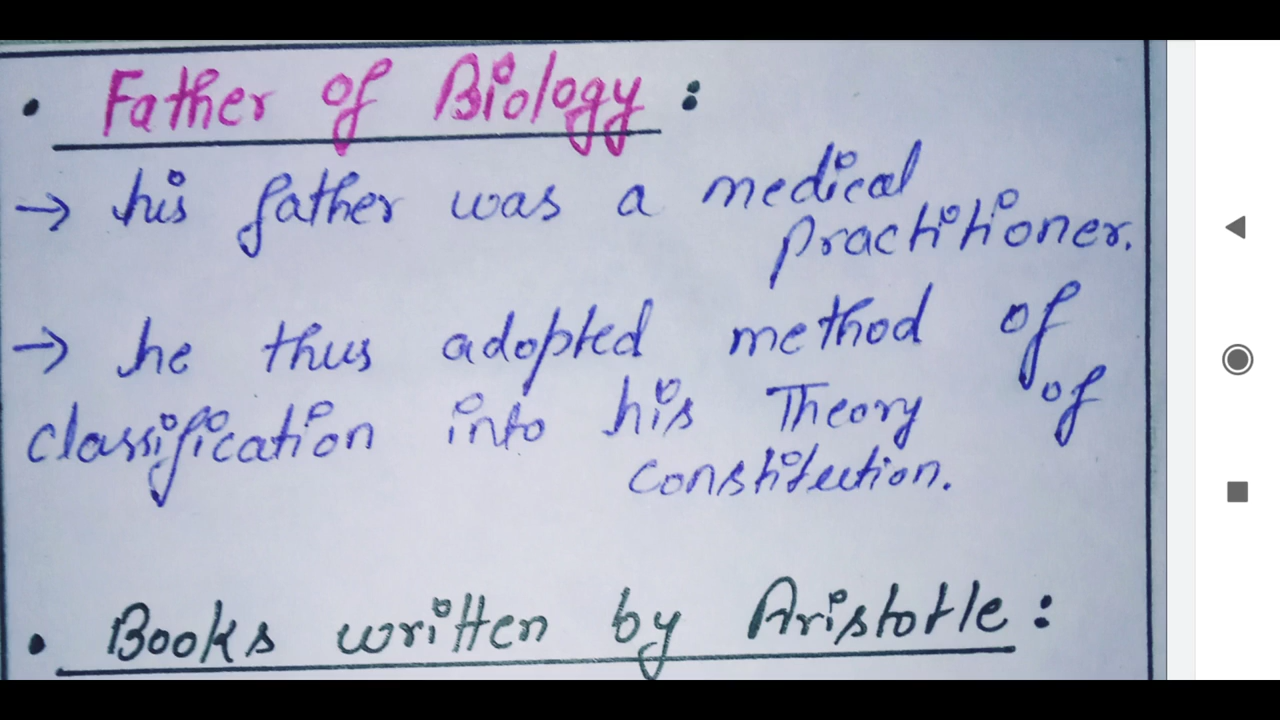 • Father of Biology :
→ his father was a medical
practitioner.
→ he thus adopted method of
classification into his Theory of
constitution.
• Books written by Aristotle :